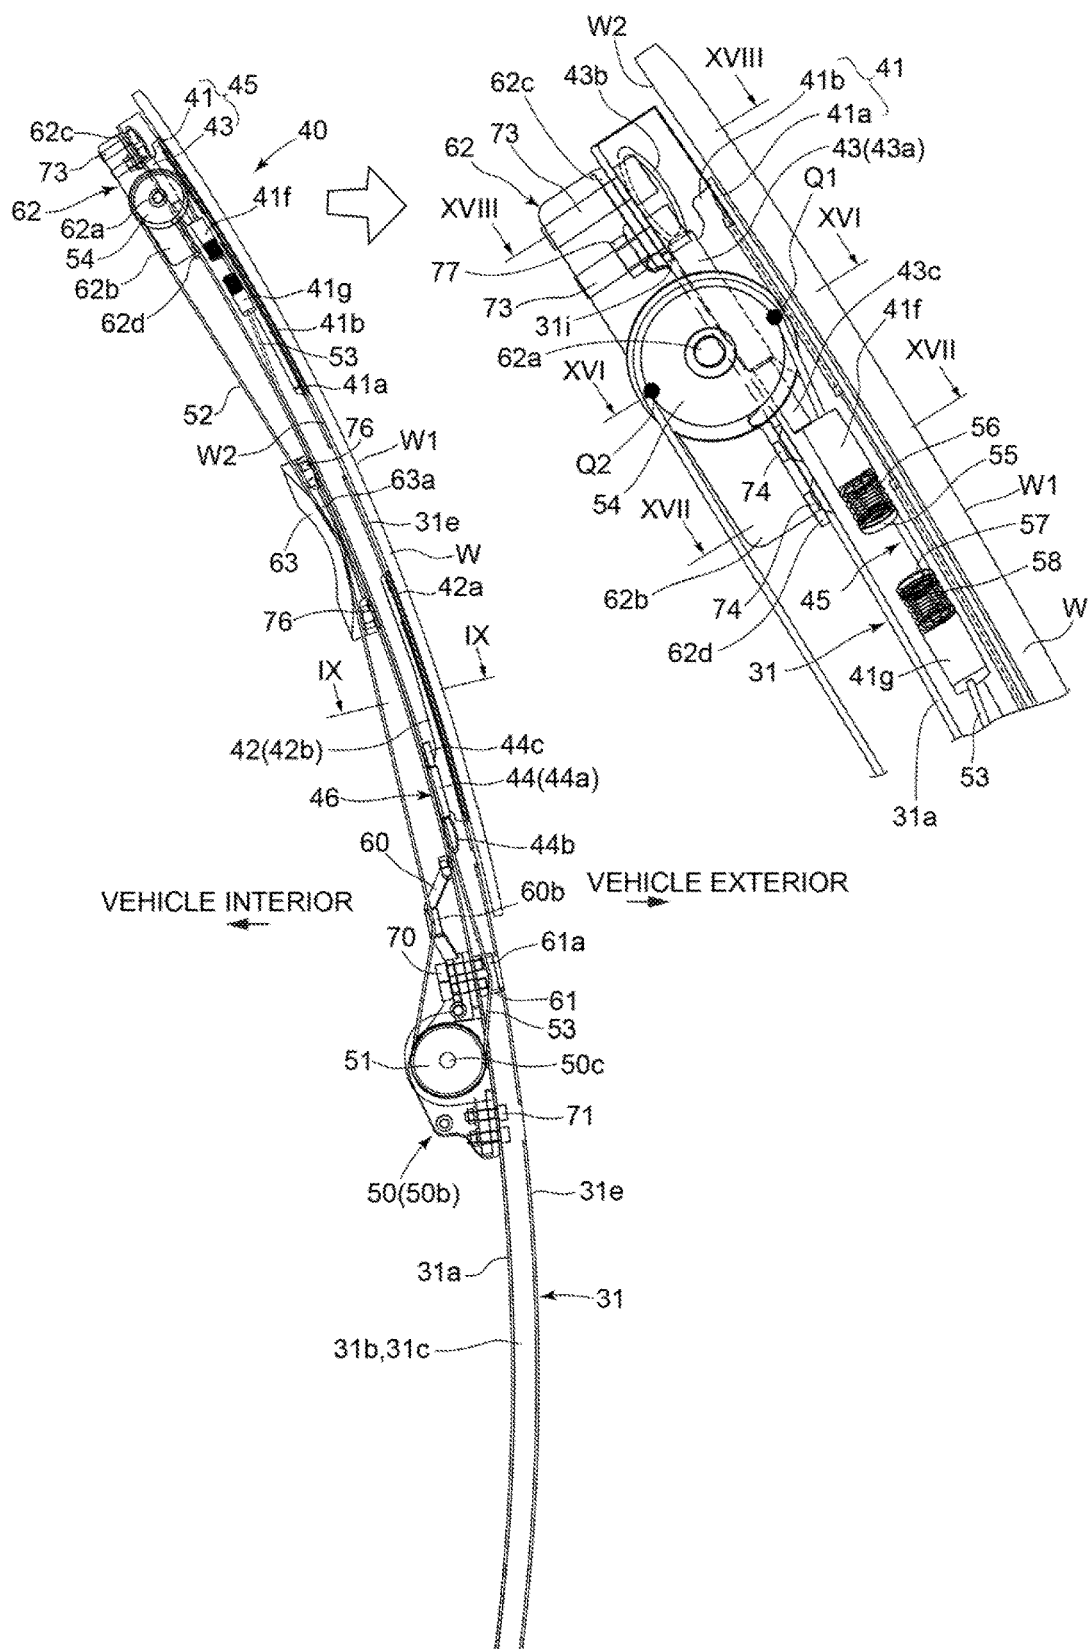 W2
XVIII
41b
41
43b
62c
41a
43(43a)
73
62
Q1
XVI
XVIII
43c
77
41f
73
31i
XVII
62a
XVI
56
55
Q2
54
74
W1
XVII
57
58
45
62b
74
W
62d
31
41g
53
31a
41
45
62c
43
40
73
62
41f
62a
54
62b
41g
62d
41b
53
41a
52
76
W2
W1
63a
31e
63
W
42a
76
IX
IX
42(42b)
44c
46
44(44a)
44b
60
VEHICLE INTERIOR
VEHICLE EXTERIOR
60b
70
61a
61
53
51
50c
71
50(50b)
31e
31a
31
31b,31c